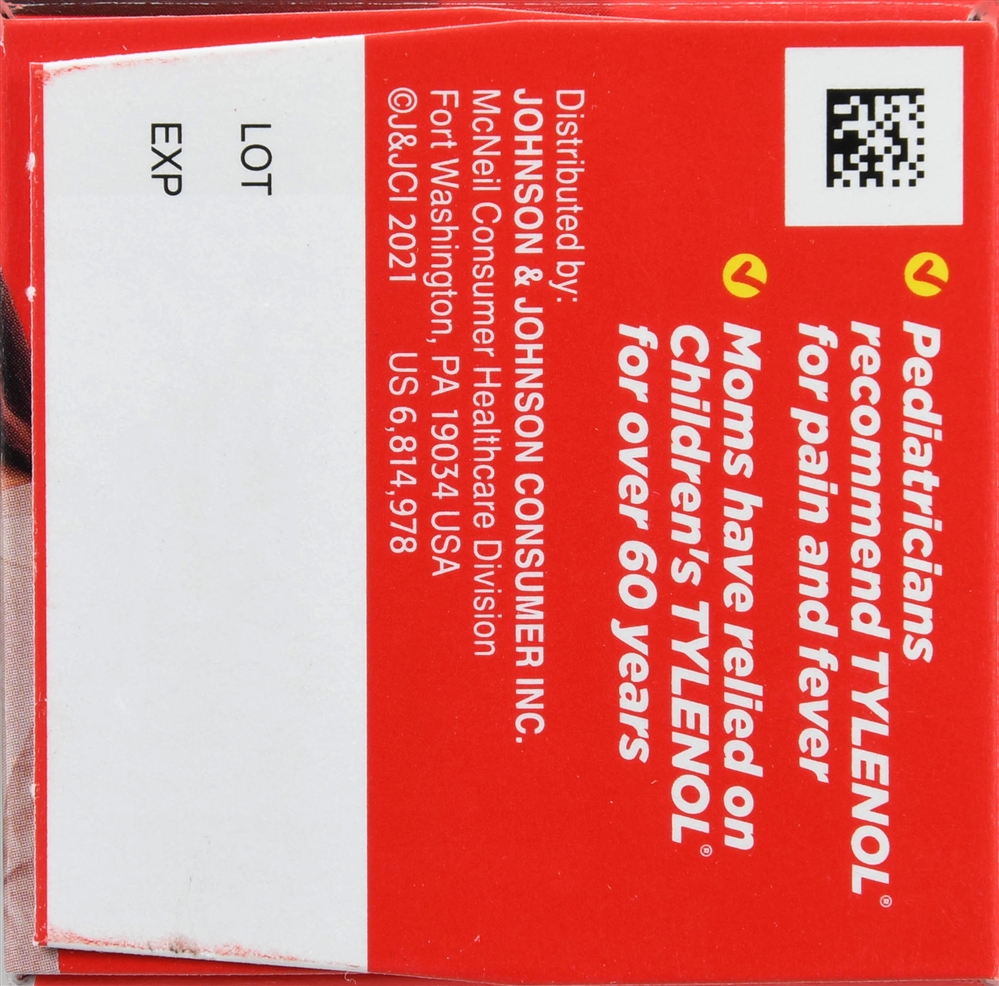 Pediatricians
recommend TYLENOL®
for pain and fever
Moms have relied on
Children's TYLENOL®
for over 60 years
Distributed by:
JOHNSON & JOHNSON CONSUMER INC.
McNeil Consumer Healthcare Division
Fort Washington, PA 19034 USA
©J&JCI 2021 US 6,814,978
LOT
EXP